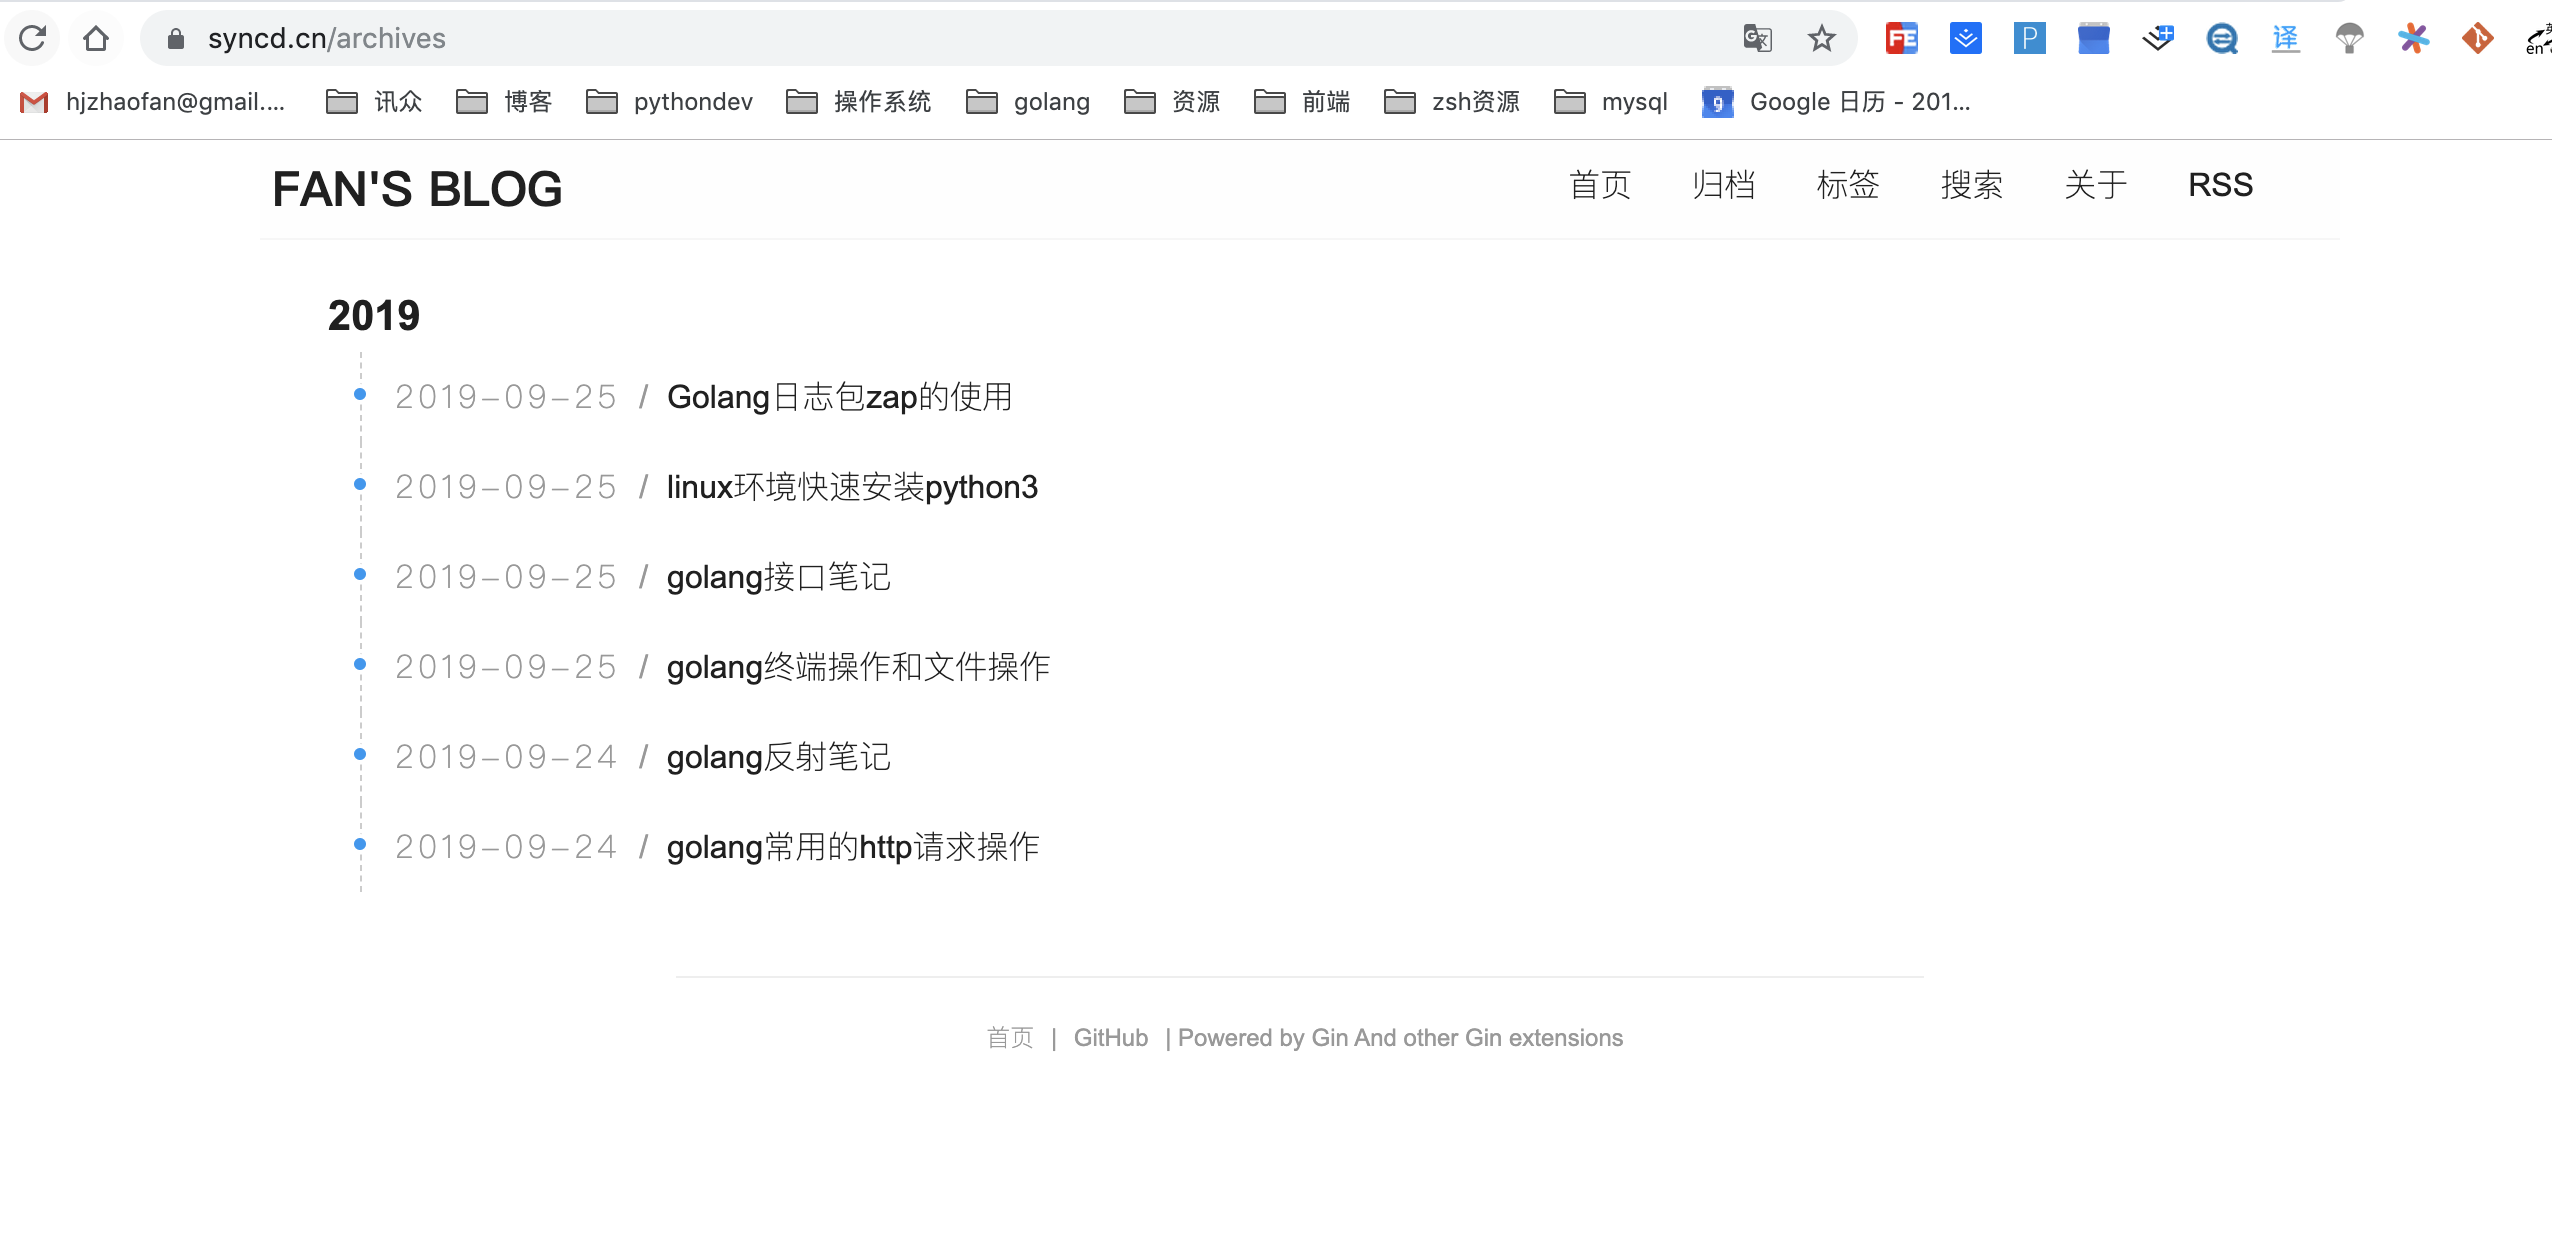 syncd.cn/archives
hjzhaofan@gmail.... 讯众 博客 pythondev 操作系统 golang 资源 前端 zsh资源 mysql Google 日历 - 201...
FAN'S BLOG 首页 归档 标签 搜索 关于 RSS
2019
2019-09-25 / Golang日志包zap的使用
2019-09-25 / linux环境快速安装python3
2019-09-25 / golang接口笔记
2019-09-25 / golang终端操作和文件操作
2019-09-24 / golang反射笔记
2019-09-24 / golang常用的http请求操作
首页 | GitHub | Powered by Gin And other Gin extensions